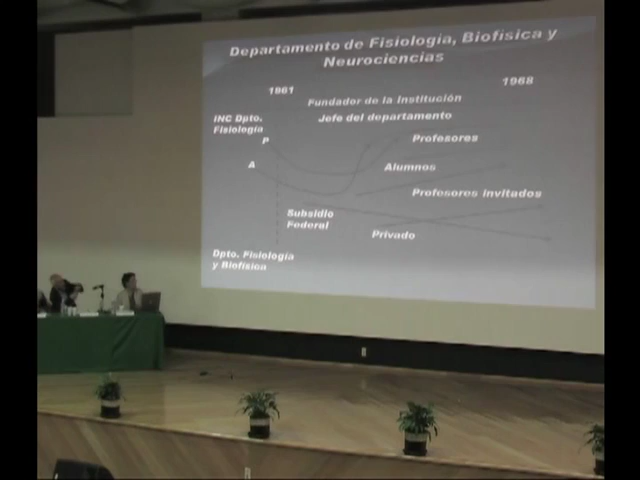 Departamento de Fisiología, Biofísica y
Neurociencias
1961
1968
Fundador de la Institución
INC Dpto.
Fisiología
Jefe del departamento
P
Profesores
A
Alumnos
Profesores invitados
Subsidio
Federal
Privado
Dpto. Fisiología
y Biofísica